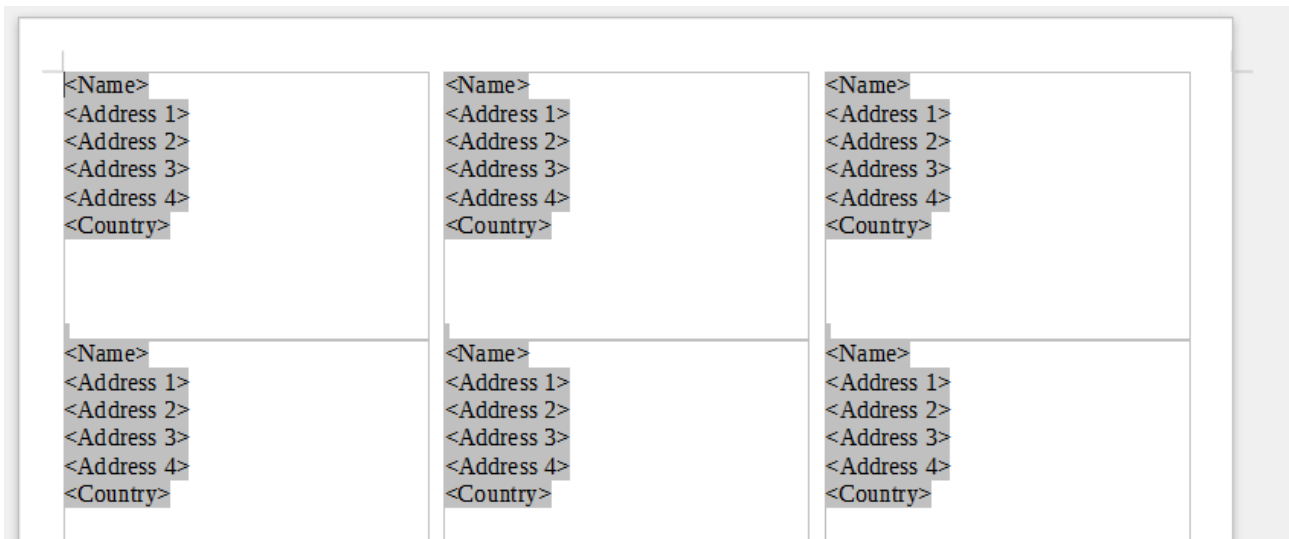 <Name>
<Address 1>
<Address 2>
<Address 3>
<Address 4>
<Country>
<Name>
<Address 1>
<Address 2>
<Address 3>
<Address 4>
<Country>
<Name>
<Address 1>
<Address 2>
<Address 3>
<Address 4>
<Country>
<Name>
<Address 1>
<Address 2>
<Address 3>
<Address 4>
<Country>
<Name>
<Address 1>
<Address 2>
<Address 3>
<Address 4>
<Country>
<Name>
<Address 1>
<Address 2>
<Address 3>
<Address 4>
<Country>